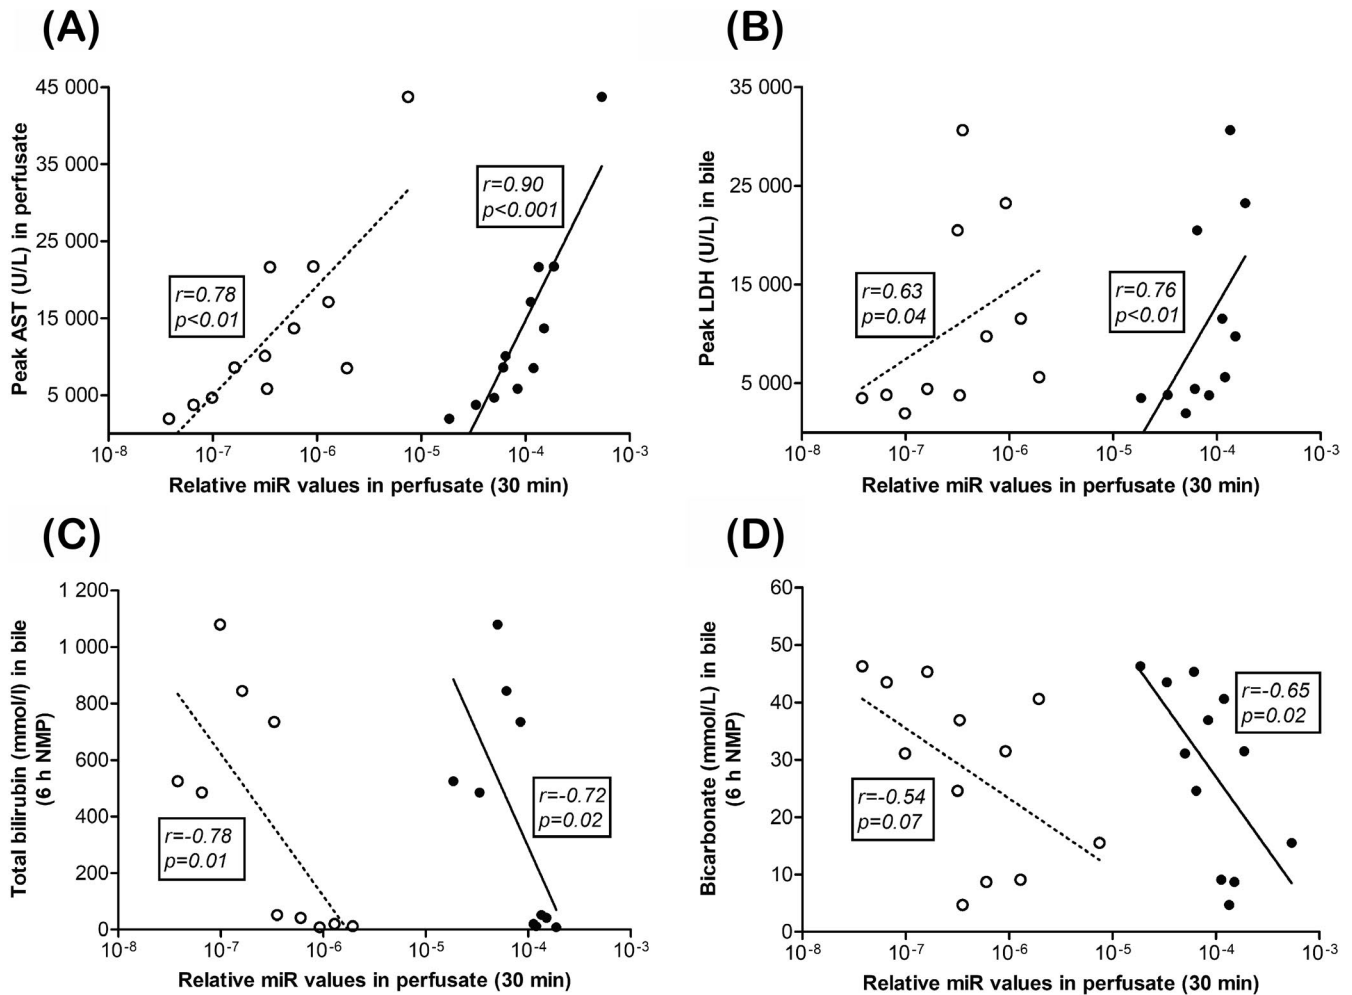 (A)
Peak AST (U/L) in perfusate
45 000
35 000
25 000
15 000
5 000
r=0.78
p<0.01
r=0.90
p<0.001
10-8
10-7
10-6
10-5
10-4
10-3
Relative miR values in perfusate (30 min)
(B)
Peak LDH (U/L) in bile
35 000
25 000
15 000
5 000
r=0.63
p=0.04
r=0.76
p<0.01
10-8
10-7
10-6
10-5
10-4
10-3
Relative miR values in perfusate (30 min)
(C)
Total bilirubin (mmol/l) in bile
(6 h NMP)
1 200
1 000
800
600
400
200
0
r=-0.78
p=0.01
r=-0.72
p=0.02
10-8
10-7
10-6
10-5
10-4
10-3
Relative miR values in perfusate (30 min)
(D)
Bicarbonate (mmol/L) in bile
(6 h NMP)
60
50
40
30
20
10
0
r=-0.54
p=0.07
r=-0.65
p=0.02
10-8
10-7
10-6
10-5
10-4
10-3
Relative miR values in perfusate (30 min)